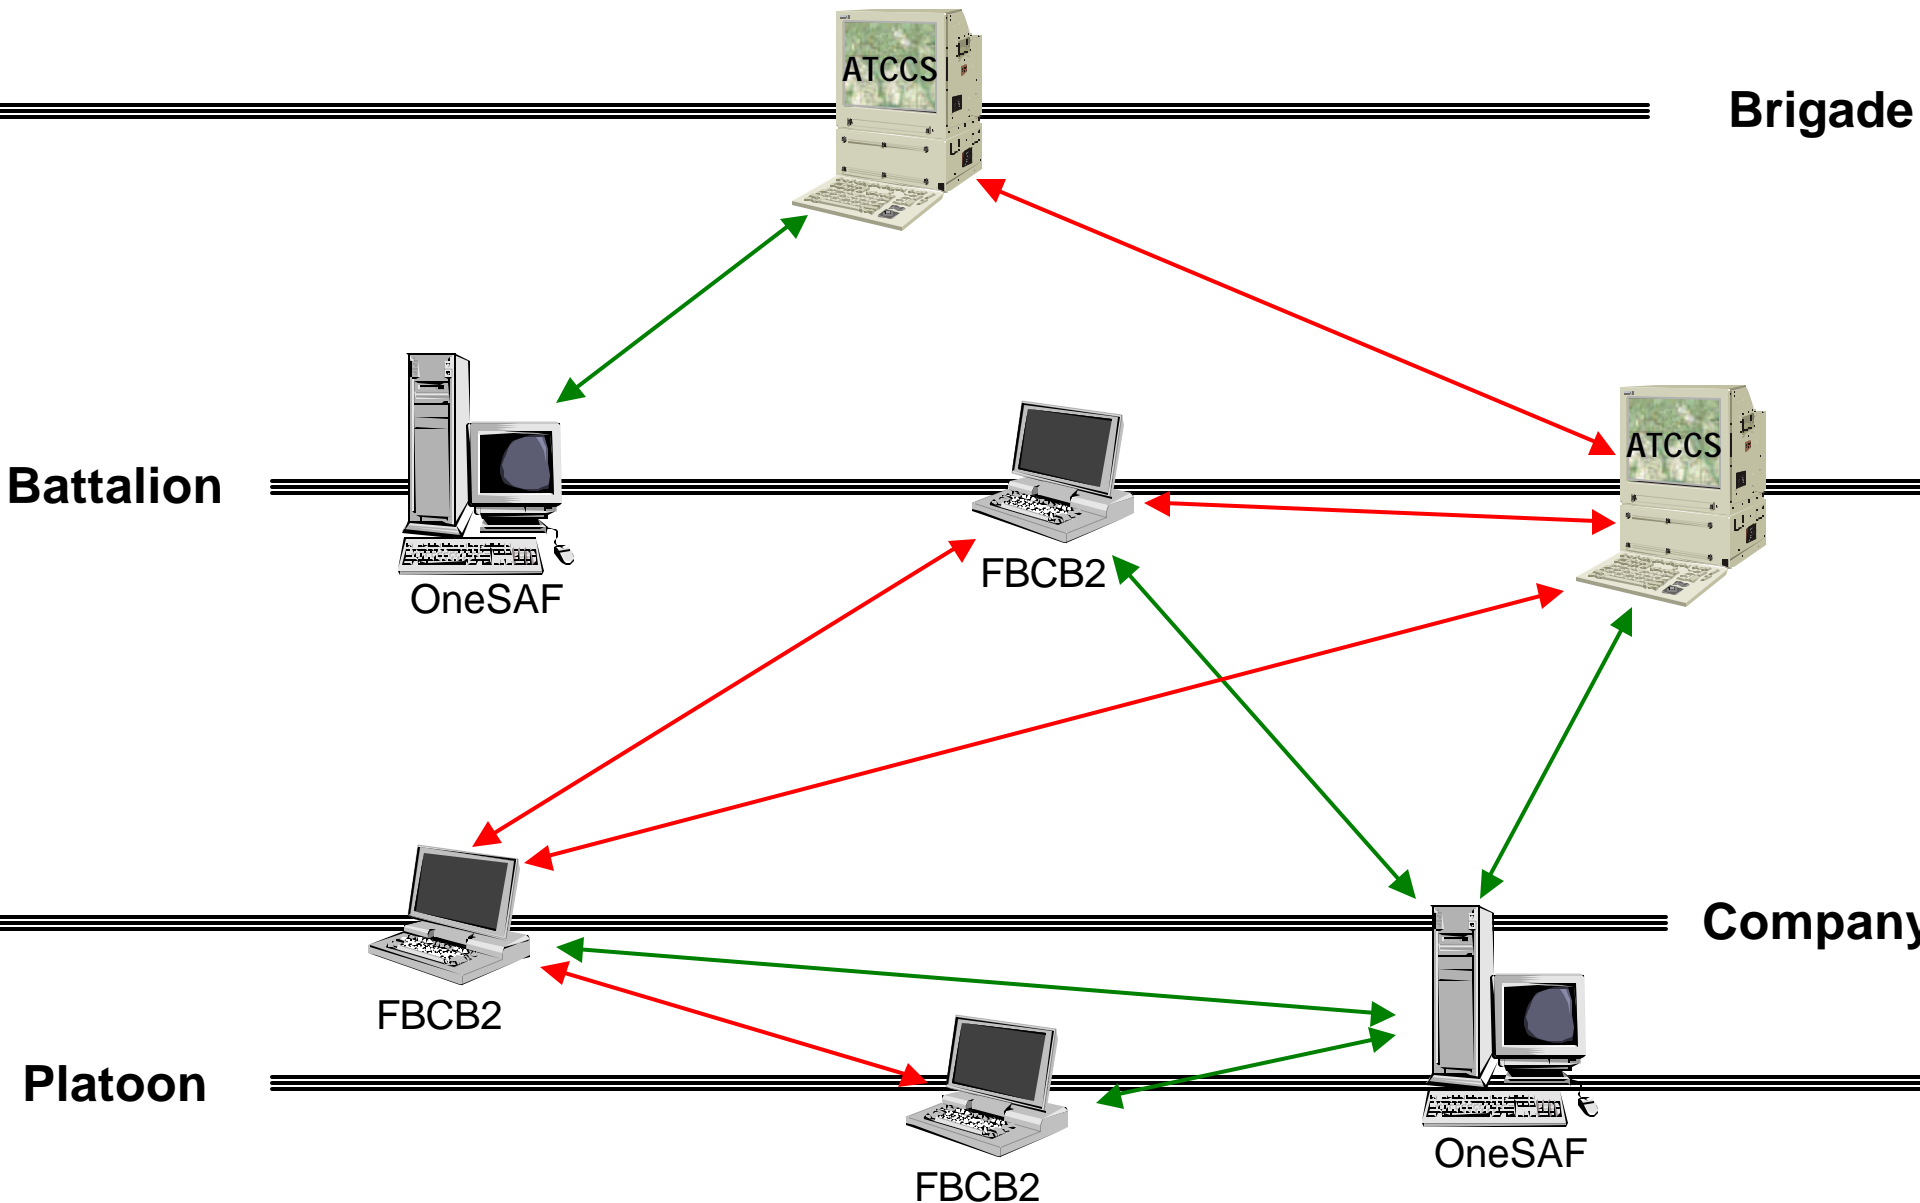 ATCCS
Brigade
ATCCS
Battalion
FBCB2
OneSAF
Company
FBCB2
Platoon
OneSAF
FBCB2